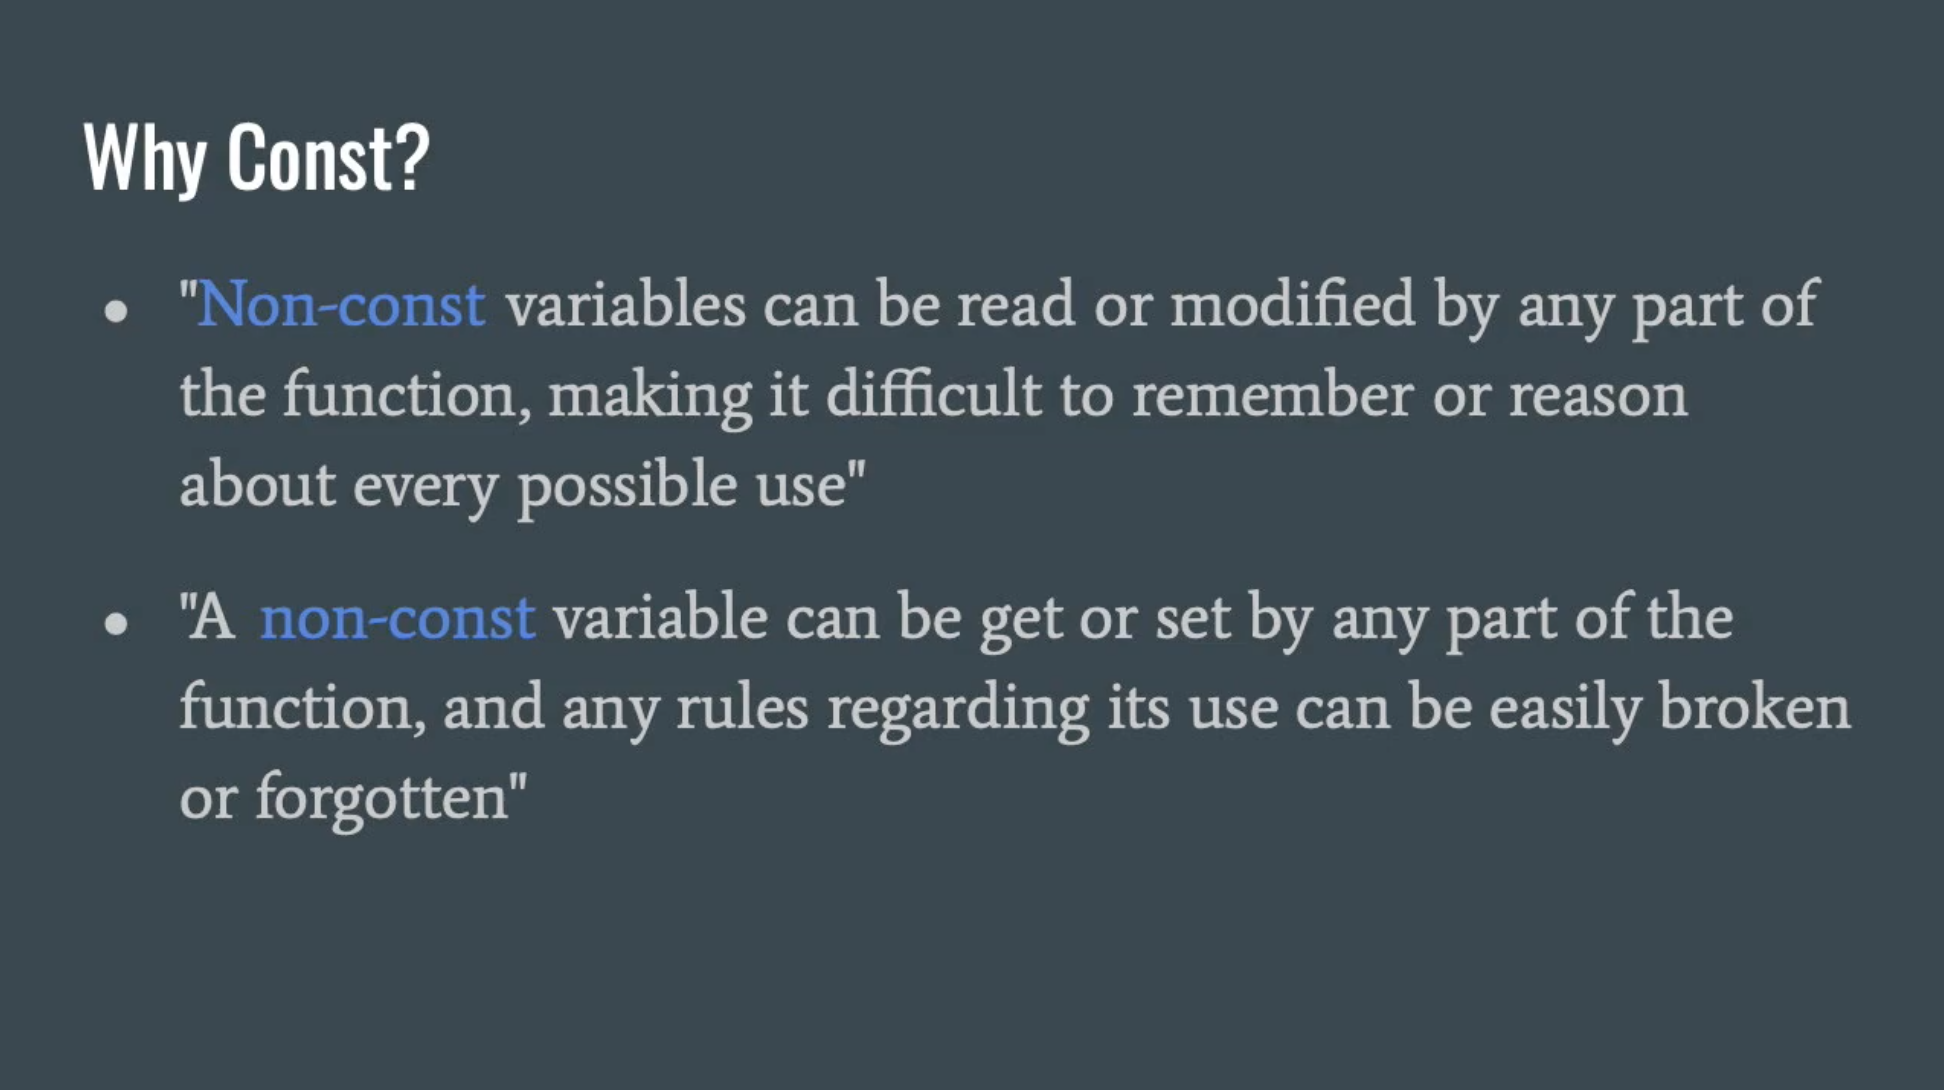 Why Const?
● "Non-const variables can be read or modified by any part of
the function, making it difficult to remember or reason
about every possible use"
● "A non-const variable can be get or set by any part of the
function, and any rules regarding its use can be easily broken
or forgotten"